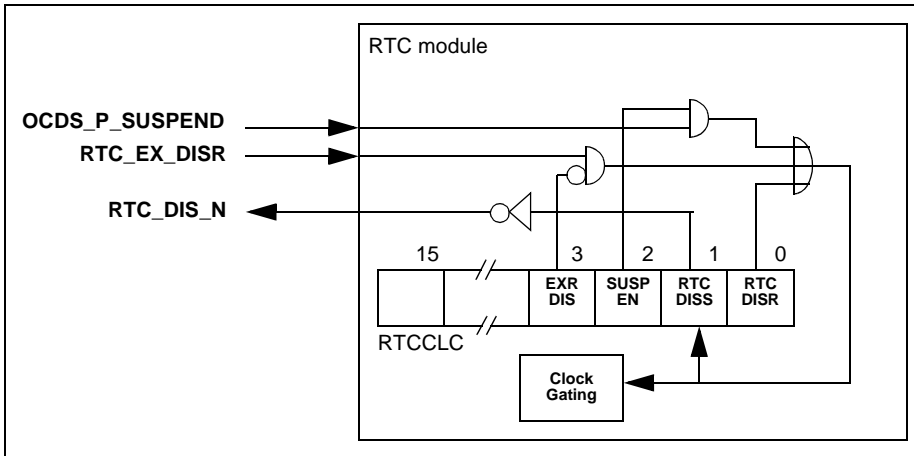 RTC module
OCDS_P_SUSPEND
RTC_EX_DISR
RTC_DIS_N
15 3 2 1 0
EXR DIS
SUSP EN
RTC DISS
RTC DISR
RTCCLC
Clock
Gating